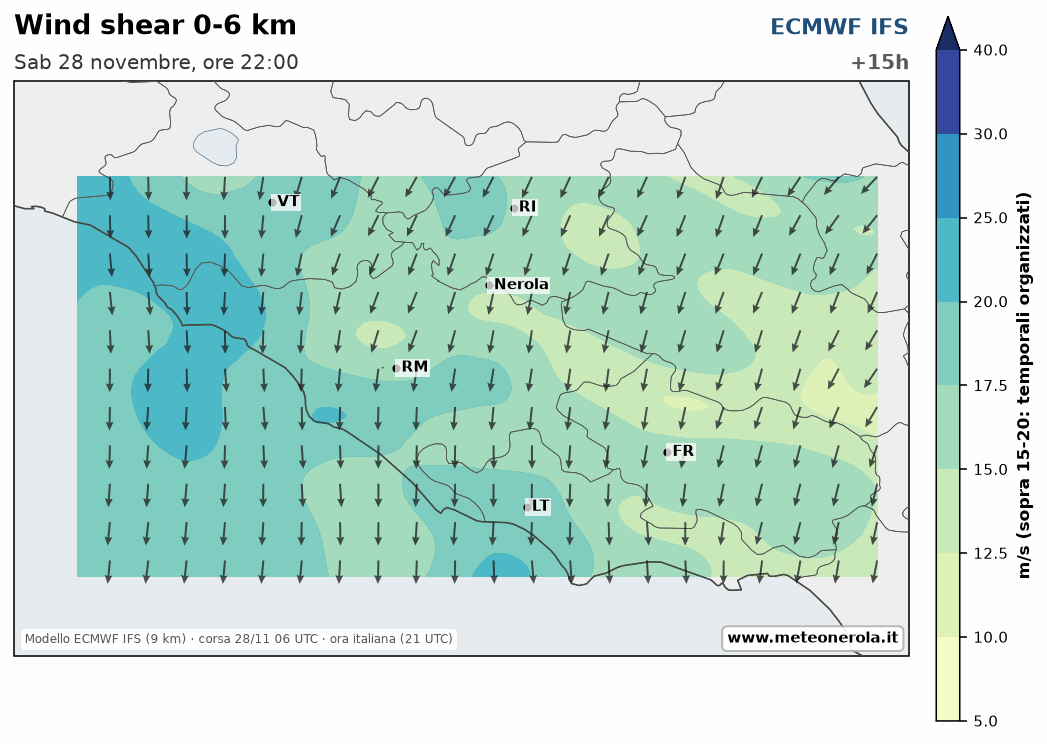 Wind shear 0-6 km
ECMWF IFS
Sab 28 novembre, ore 22:00
+15h
40.0
30.0
25.0
20.0
17.5
15.0
12.5
10.0
5.0
m/s (sopra 15-20: temporali organizzati)
VT
RI
Nerola
RM
FR
LT
Modello ECMWF IFS (9 km) · corsa 28/11 06 UTC · ora italiana (21 UTC)
www.meteonerola.it